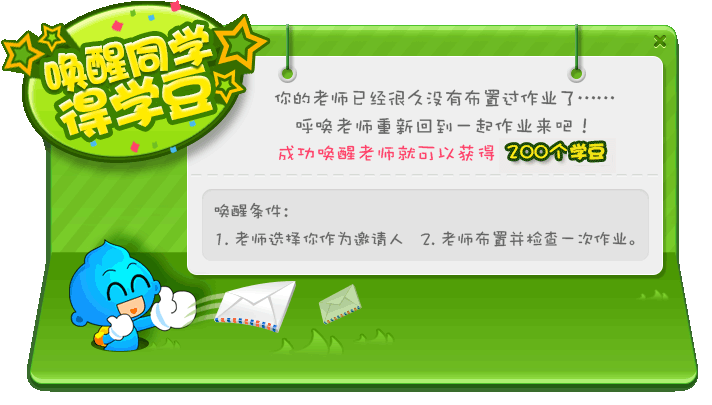 唤醒同学
得学豆
你的老师已经很久没有布置过作业了……
呼唤老师重新回到一起作业来吧！
成功唤醒老师就可以获得 200个学豆
唤醒条件：
1.老师选择你作为邀请人 2.老师布置并检查一次作业。